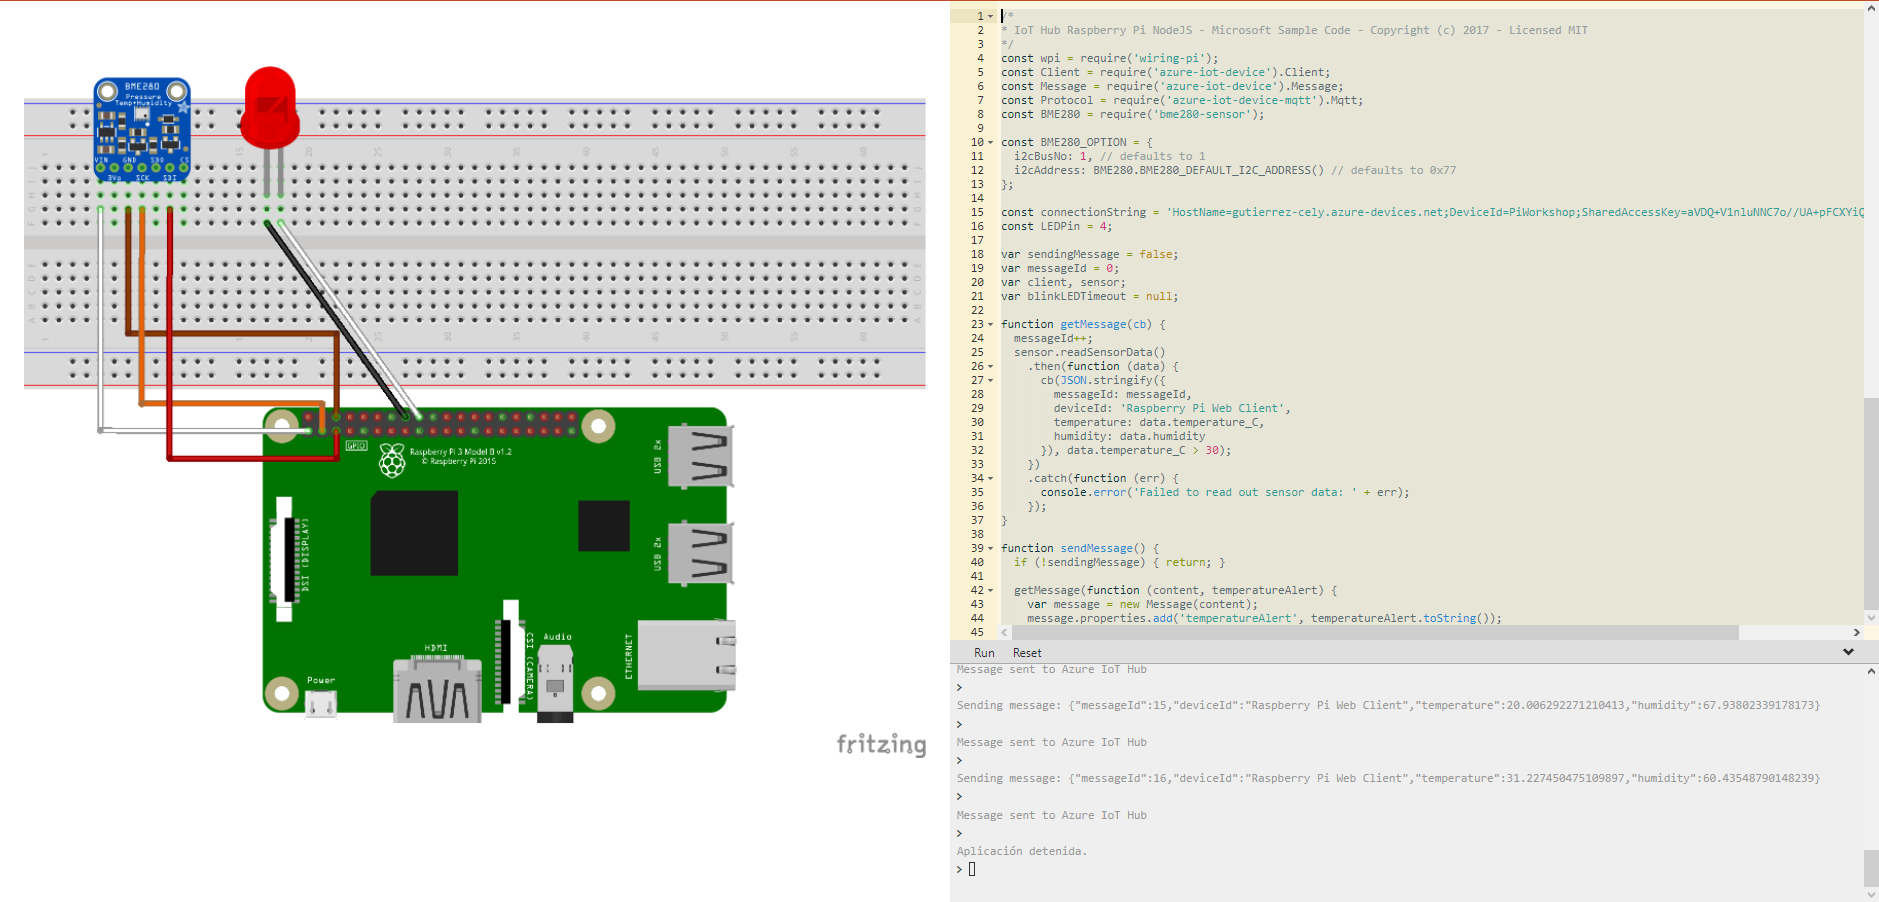 BME280
Pressure
Temp+Humidity
VIN GND SDO CS
3Vo SCK SDI
GPIO
Raspberry Pi 3 Model B v1.2
© Raspberry Pi 2015
USB 2x
USB 2x
DSI (DISPLAY)
CSI (CAMERA)
Audio
ETHERNET
HDMI
Power
fritzing
1 /*
2 * IoT Hub Raspberry Pi NodeJS - Microsoft Sample Code - Copyright (c) 2017 - Licensed MIT
3 */
4 const wpi = require('wiring-pi');
5 const Client = require('azure-iot-device').Client;
6 const Message = require('azure-iot-device').Message;
7 const Protocol = require('azure-iot-device-mqtt').Mqtt;
8 const BME280 = require('bme280-sensor');
9
10 const BME280_OPTION = {
11 i2cBusNo: 1, // defaults to 1
12 i2cAddress: BME280.BME280_DEFAULT_I2C_ADDRESS() // defaults to 0x77
13 };
14
15 const connectionString = 'HostName=gutierrez-cely.azure-devices.net;DeviceId=PiWorkshop;SharedAccessKey=aVDQ+V1nluNNC7o//UA+pFCXYiQ
16 const LEDPin = 4;
17
18 var sendingMessage = false;
19 var messageId = 0;
20 var client, sensor;
21 var blinkLEDTimeout = null;
22
23 function getMessage(cb) {
24 messageId++;
25 sensor.readSensorData()
26 .then(function (data) {
27 cb(JSON.stringify({
28 messageId: messageId,
29 deviceId: 'Raspberry Pi Web Client',
30 temperature: data.temperature_C,
31 humidity: data.humidity
32 }), data.temperature_C > 30);
33 })
34 .catch(function (err) {
35 console.error('Failed to read out sensor data: ' + err);
36 });
37 }
38
39 function sendMessage() {
40 if (!sendingMessage) { return; }
41
42 getMessage(function (content, temperatureAlert) {
43 var message = new Message(content);
44 message.properties.add('temperatureAlert', temperatureAlert.toString());
45
Run Reset
Message sent to Azure IoT Hub
>
Sending message: {"messageId":15,"deviceId":"Raspberry Pi Web Client","temperature":20.006292271210413,"humidity":67.93802339178173}
>
Message sent to Azure IoT Hub
>
Sending message: {"messageId":16,"deviceId":"Raspberry Pi Web Client","temperature":31.227450475109897,"humidity":60.43548790148239}
>
Message sent to Azure IoT Hub
>
Aplicación detenida.
>